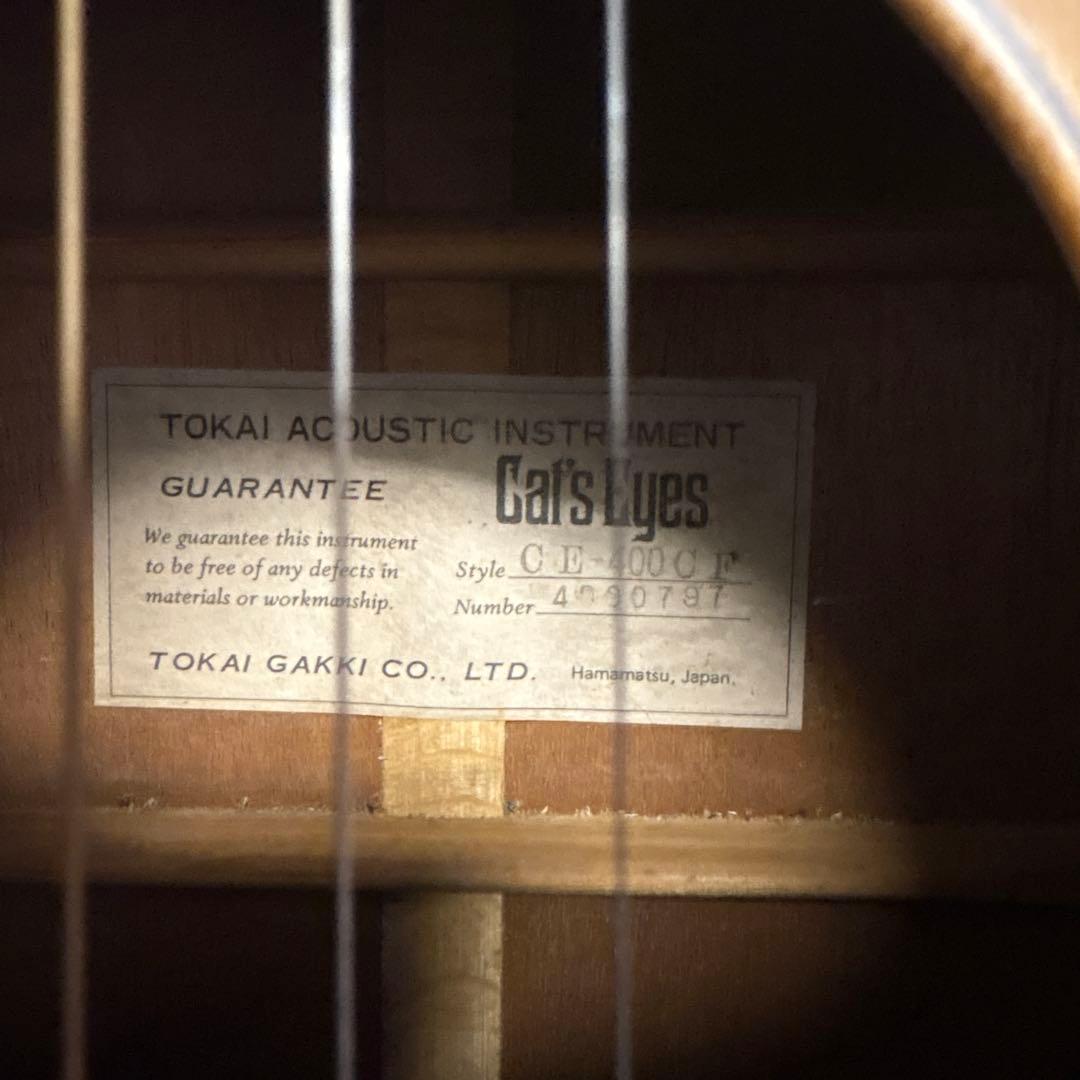 TOKAI ACOUSTIC INSTRUMENT
GUARANTEE
Cat's Eyes
We guarantee this instrument
to be free of any defects in
materials or workmanship.
Style CE-400CF
Number
TOKAI GAKKI CO., LTD. Hamamatsu, Japan.